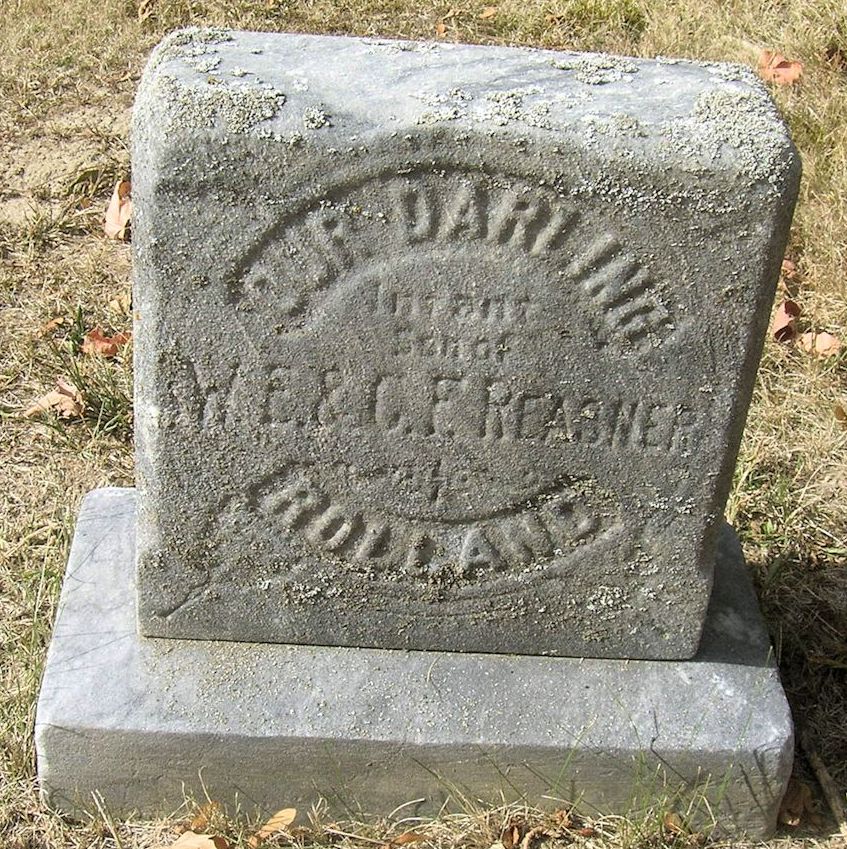 OUR DARLING
Infant
Son of
W. E. & C. F. REASNER
ROLLAND